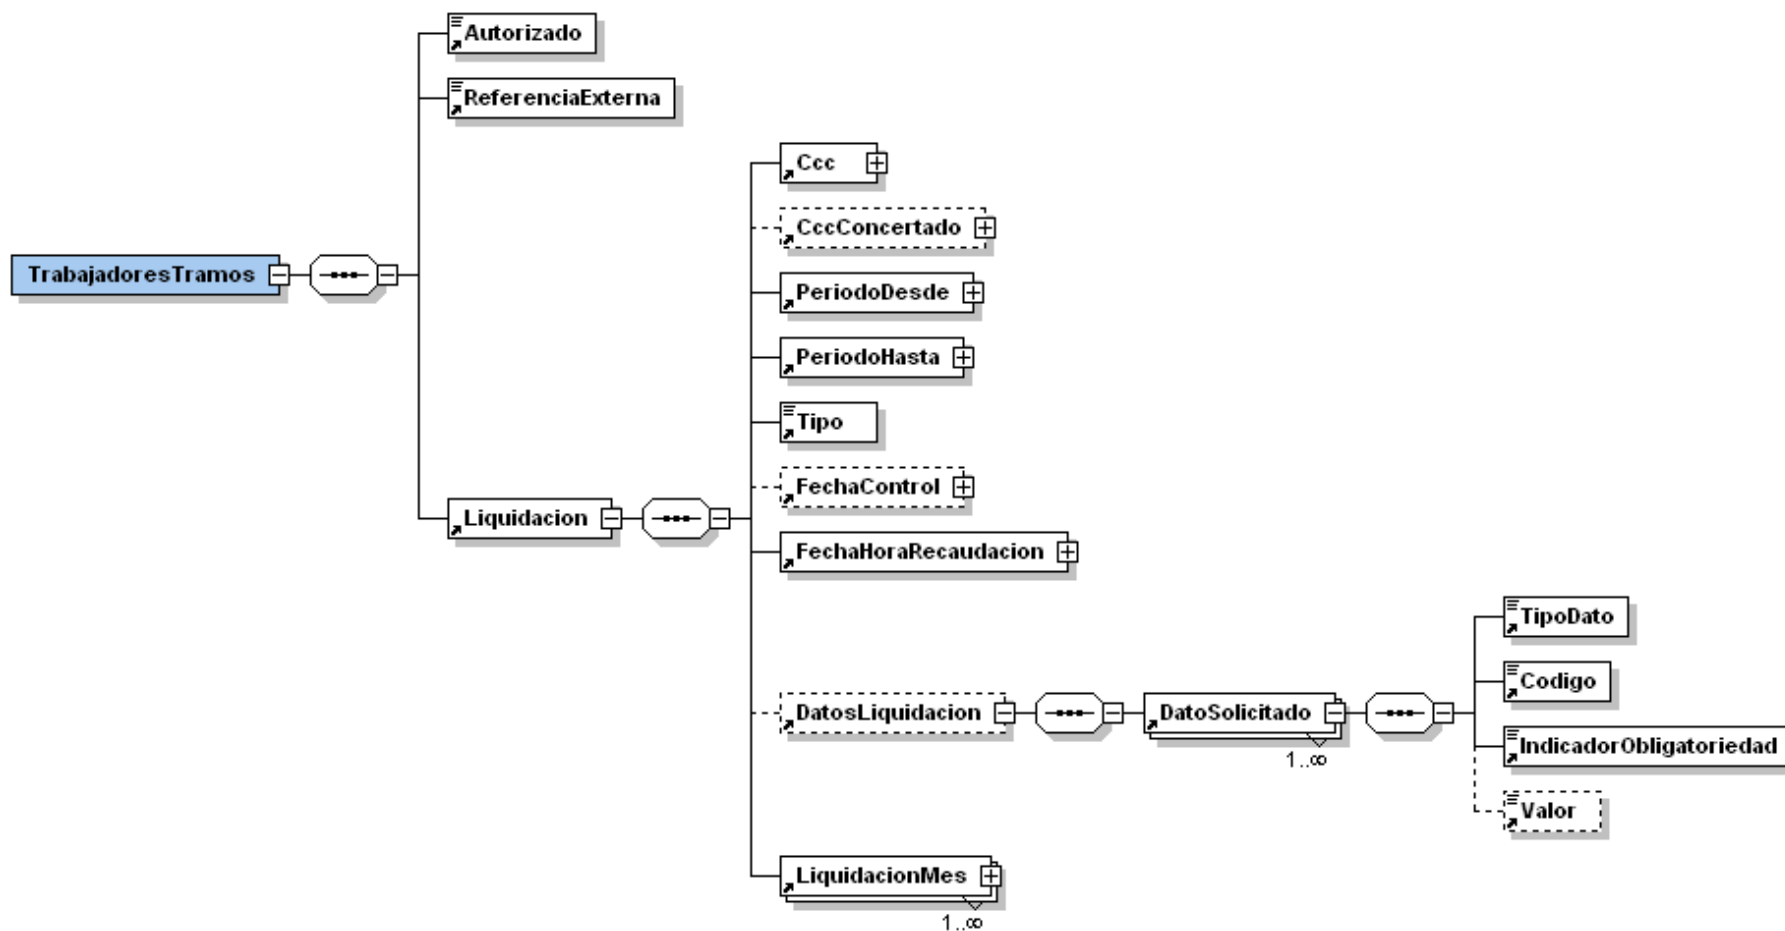 Autorizado
ReferenciaExterna
Ccc
CccConcertado
TrabajadoresTramos
PeriodoDesde
PeriodoHasta
Tipo
FechaControl
Liquidacion
FechaHoraRecaudacion
TipoDato
Codigo
DatosLiquidacion
DatoSolicitado
IndicadorObligatoriedad
1..∞
Valor
LiquidacionMes
1..∞